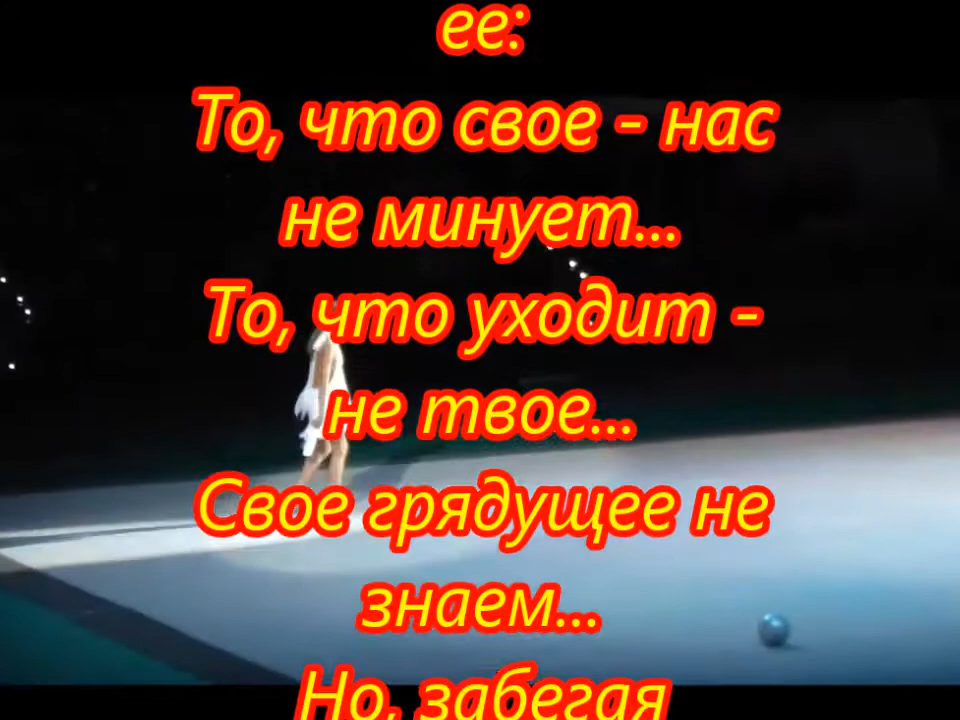 ее:
То, что свое - нас
не минует...
То, что уходит -
не твое...
Свое грядущее не
знаем...
Но, забегая